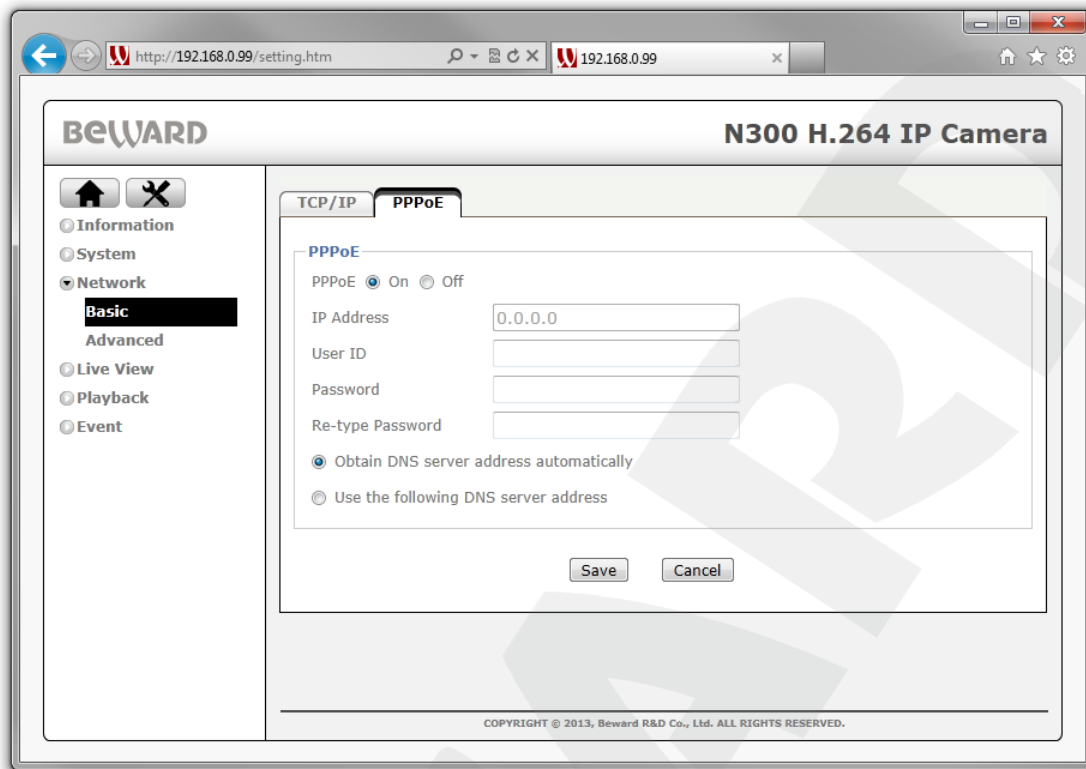 http://192.168.0.99/setting.htm
192.168.0.99
BEWARD
N300 H.264 IP Camera
Information
System
Network
Basic
Advanced
Live View
Playback
Event
TCP/IP PPPoE
PPPoE
PPPoE On Off
IP Address 0.0.0.0
User ID
Password
Re-type Password
Obtain DNS server address automatically
Use the following DNS server address
Save Cancel
COPYRIGHT © 2013, Beward R&D Co., Ltd. ALL RIGHTS RESERVED.